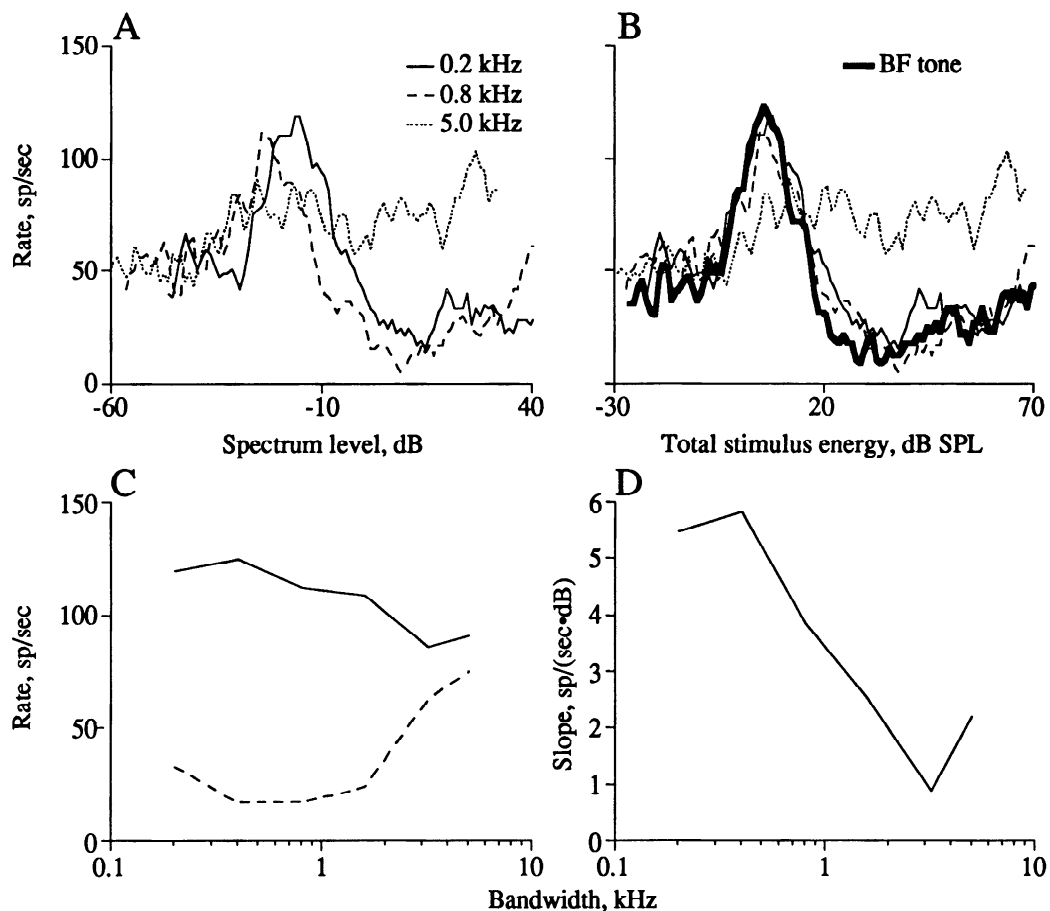 A
B
150
100
50
0
Rate, sp/sec
0.2 kHz
0.8 kHz
5.0 kHz
-60
-10
40
Spectrum level, dB
BF tone
-30
20
70
Total stimulus energy, dB SPL
C
D
150
100
50
0
Rate, sp/sec
0.1
1
10
6
5
4
3
2
1
0
Slope, sp/(sec•dB)
0.1
1
10
Bandwidth, kHz